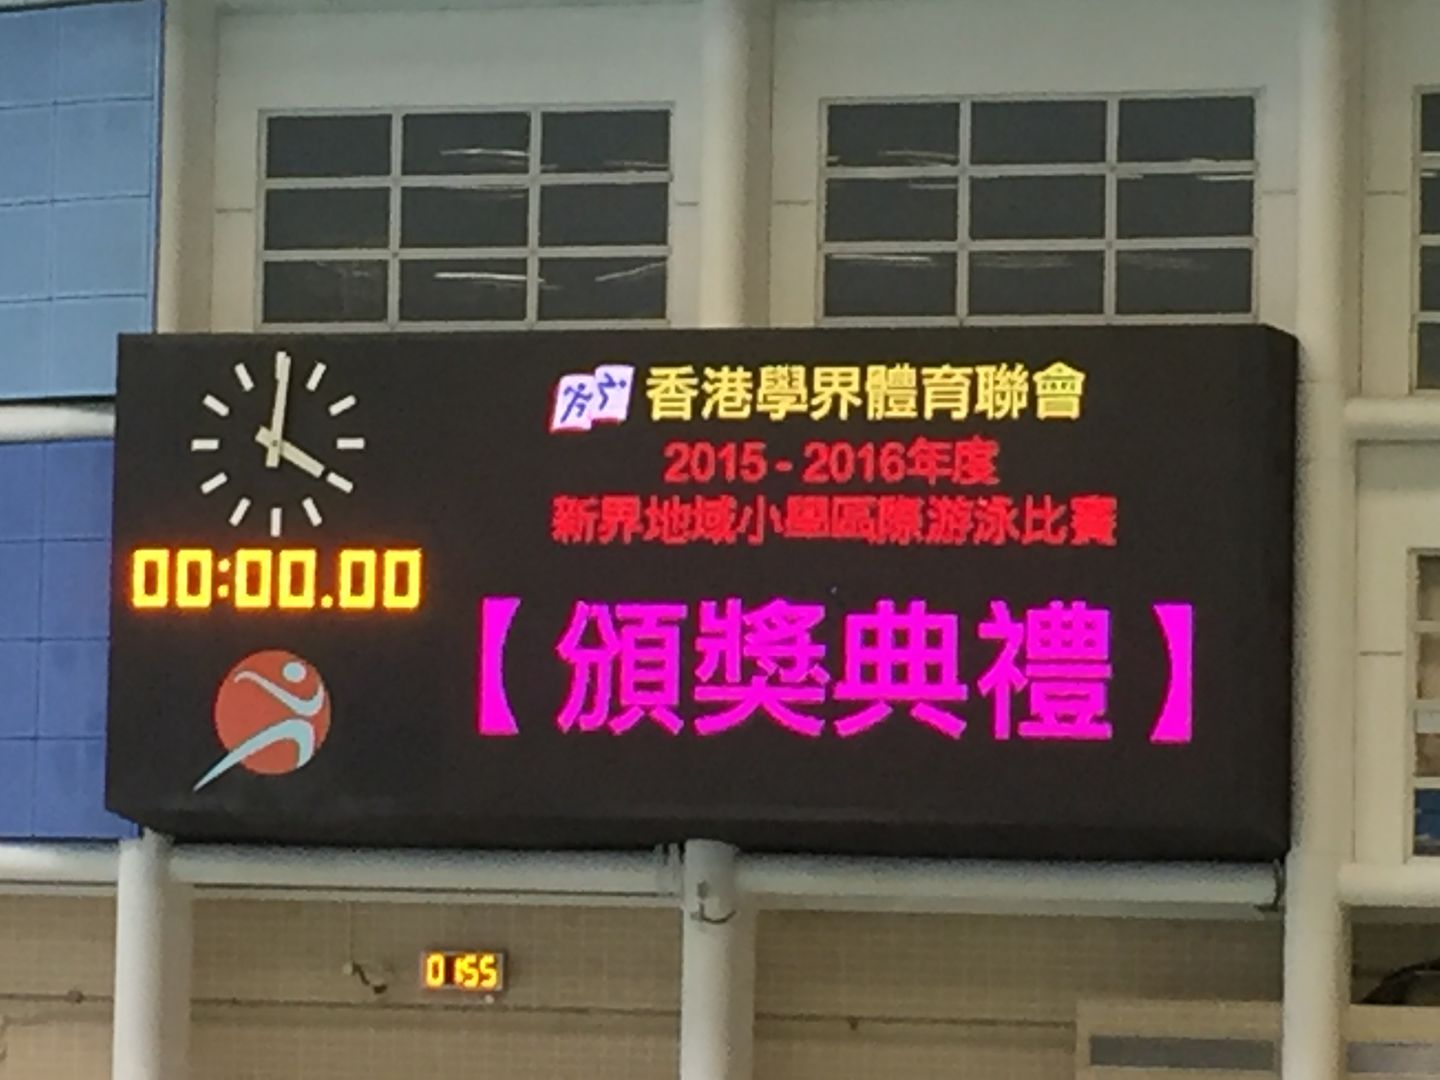 香港學界體育聯會
2015 - 2016年度
新界地域小學區際游泳比賽
00:00.00
【頒獎典禮】
0155